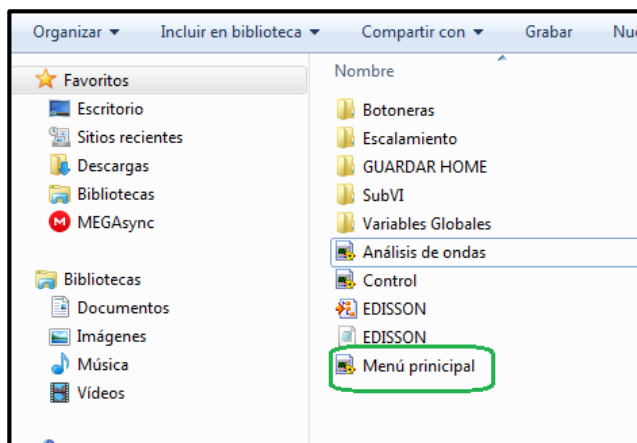 Organizar Incluir en biblioteca Compartir con Grabar
Favoritos
Escritorio
Sitios recientes
Descargas
Bibliotecas
MEGAsync
Bibliotecas
Documentos
Imágenes
Música
Vídeos
Nombre
Botoneras
Escalamiento
GUARDAR HOME
SubVI
Variables Globales
Análisis de ondas
Control
EDISSON
EDISSON
Menú prinicipal